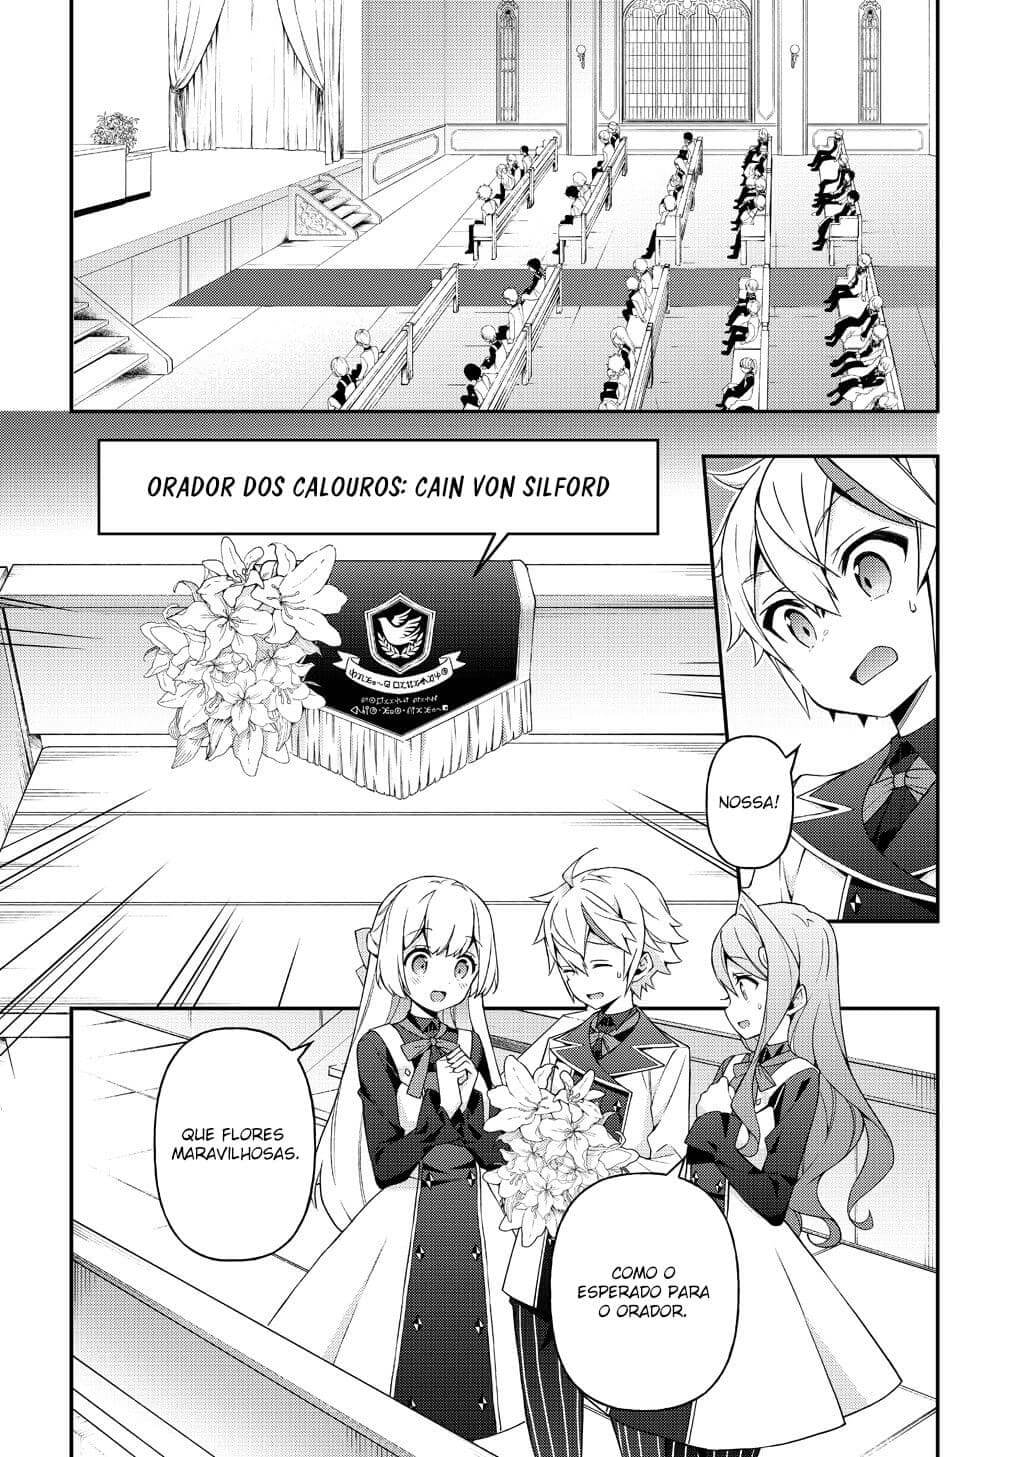 ORADOR DOS CALOUROS: CAIN VON SILFORD
NOSSA!
QUE FLORES
MARAVILHOSAS.
COMO O
ESPERADO PARA
O ORADOR.